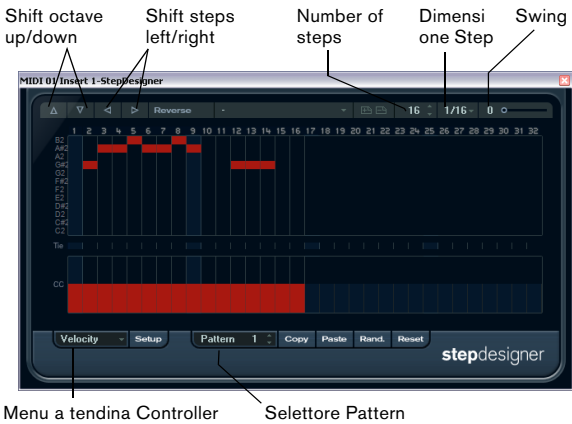 Shift octave
up/down
Shift steps
left/right
Number of
steps
Dimensi
one Step
Swing
MIDI 01 Insert 1-StepDesigner
Reverse - 16 1/16 0
1 2 3 4 5 6 7 8 9 10 11 12 13 14 15 16 17 18 19 20 21 22 23 24 25 26 27 28 29 30 31 32
B2
A#2
A2
G#2
G2
F#2
F2
E2
D#2
D2
C#2
C2
Tie
CC
Velocity Setup Pattern 1 Copy Paste Rand. Reset
stepdesigner
Menu a tendina Controller
Selettore Pattern